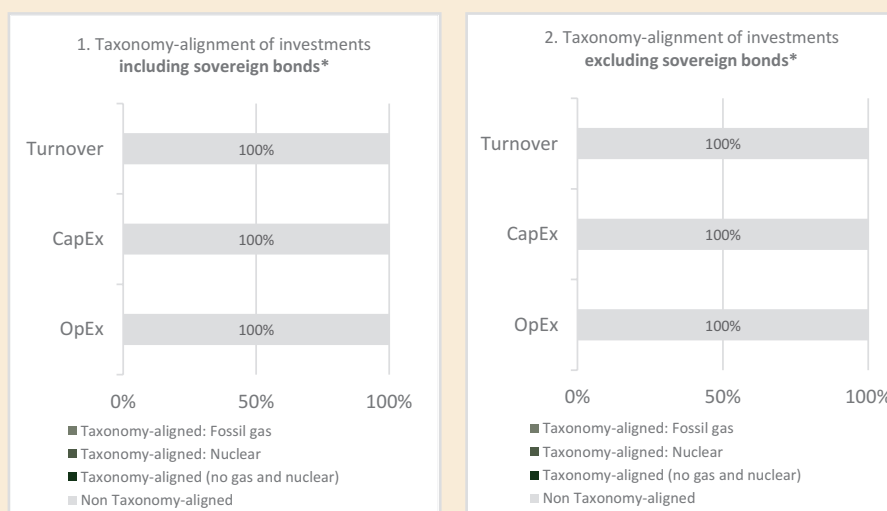 1. Taxonomy-alignment of investments
including sovereign bonds*
Turnover
100%
CapEx
100%
OpEx
100%
0%
50%
100%
Taxonomy-aligned: Fossil gas
Taxonomy-aligned: Nuclear
Taxonomy-aligned (no gas and nuclear)
Non Taxonomy-aligned
2. Taxonomy-alignment of investments
excluding sovereign bonds*
Turnover
100%
CapEx
100%
OpEx
100%
0%
50%
100%
Taxonomy-aligned: Fossil gas
Taxonomy-aligned: Nuclear
Taxonomy-aligned (no gas and nuclear)
Non Taxonomy-aligned